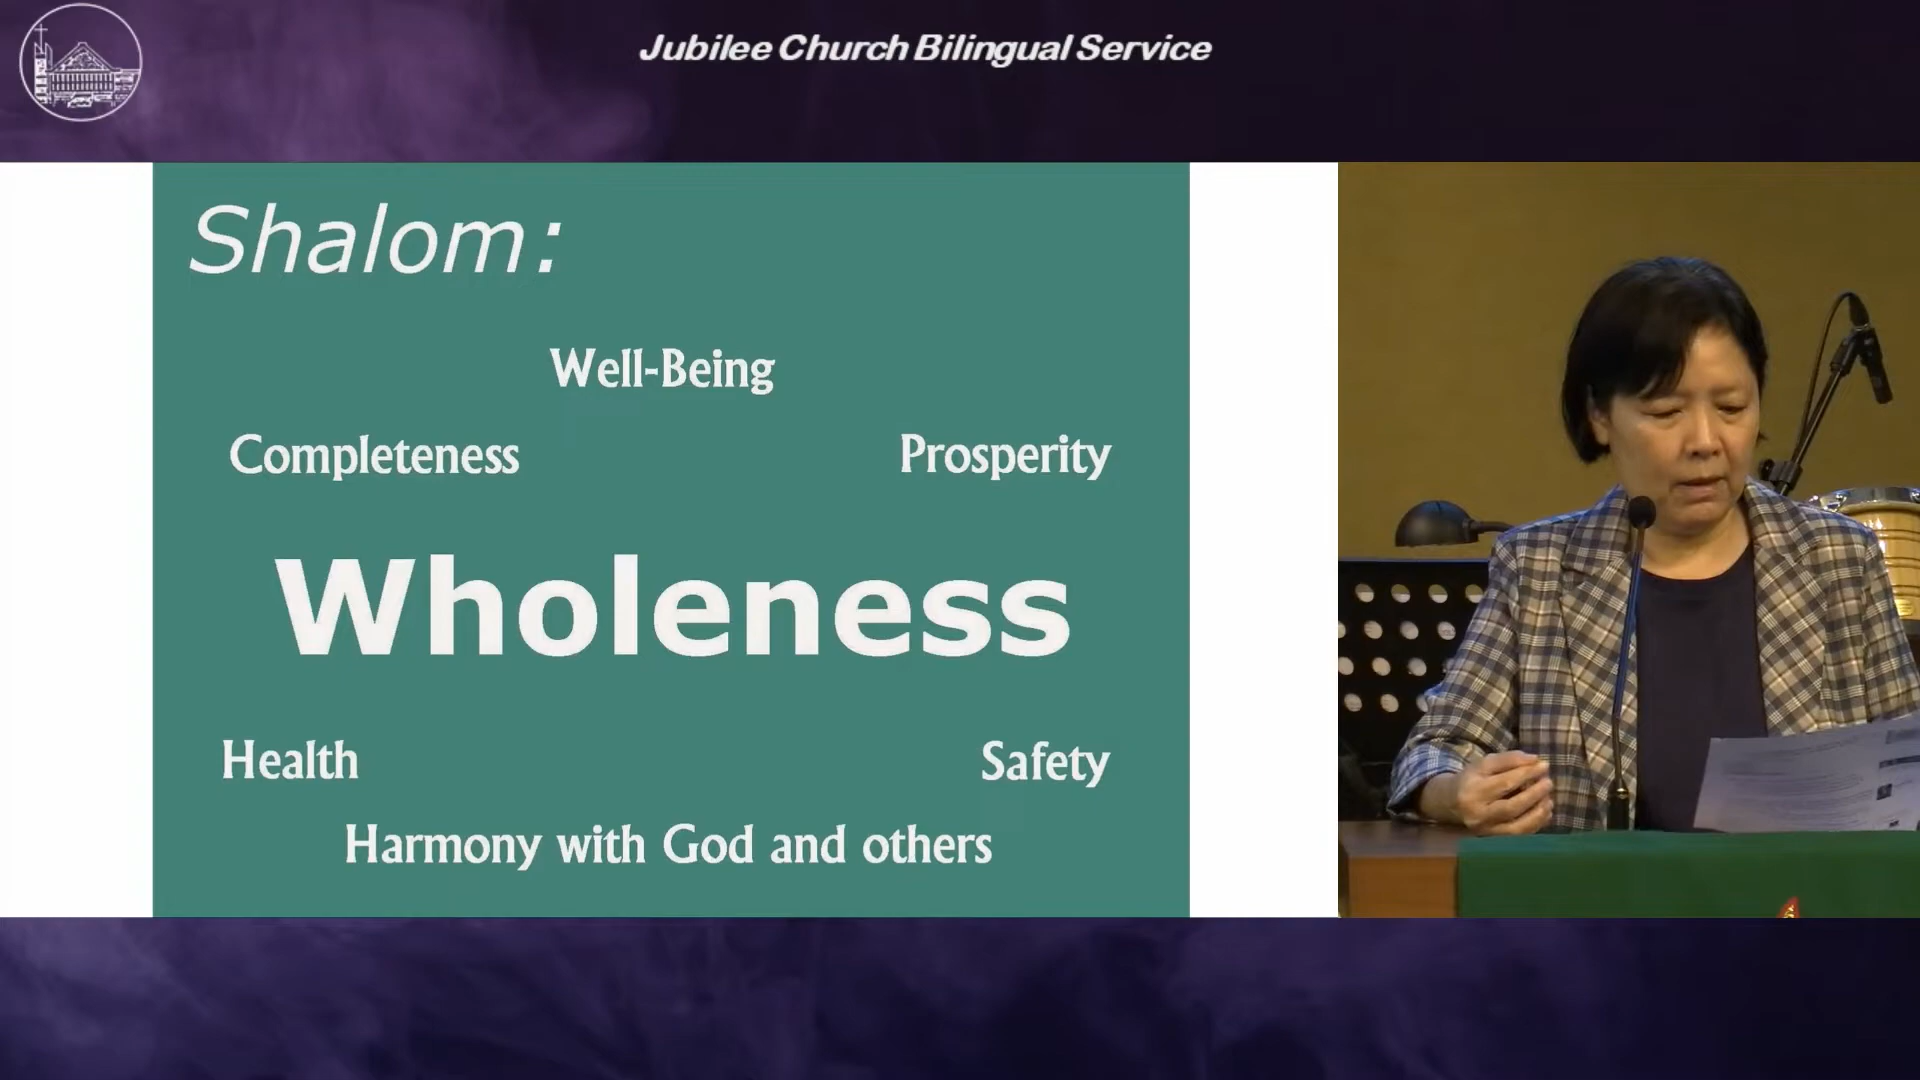 Jubilee Church Bilingual Service
Shalom:
Well-Being
Completeness
Prosperity
Wholeness
Health
Safety
Harmony with God and others